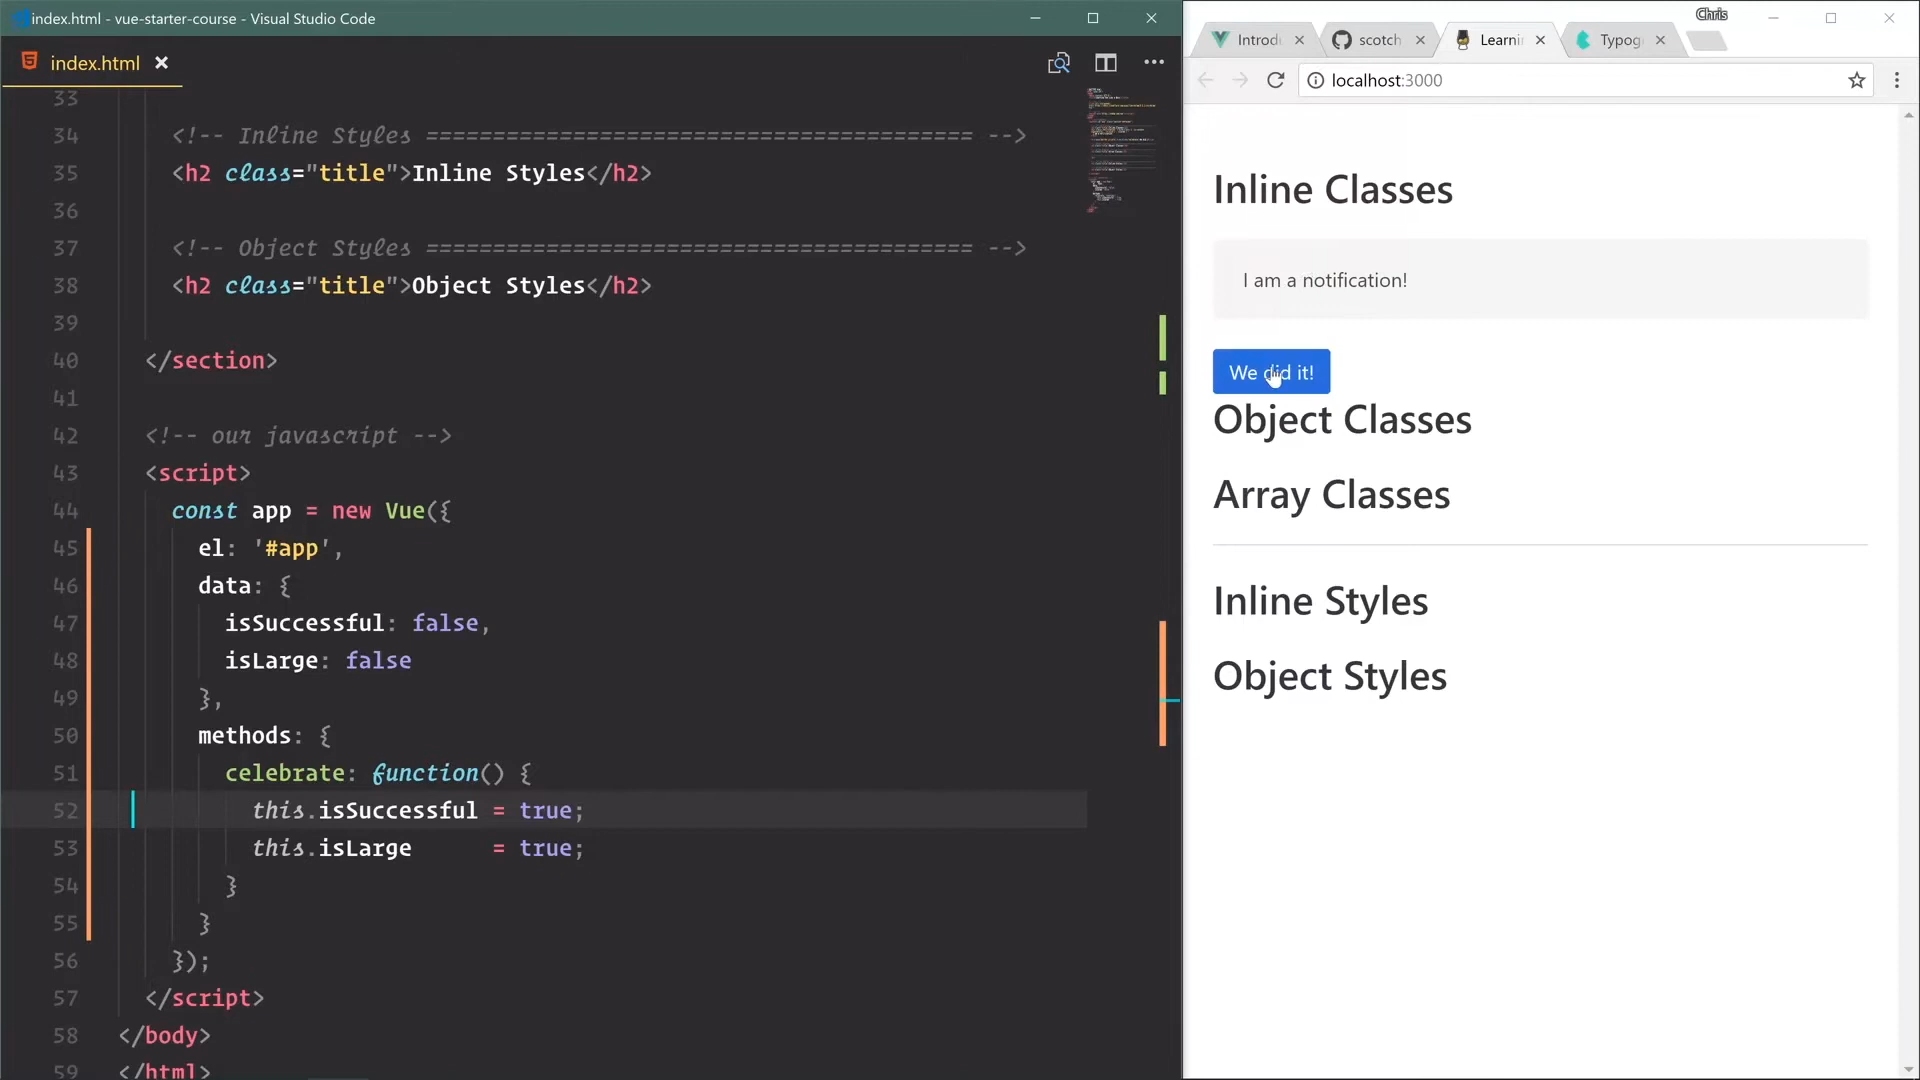 index.html - vue-starter-course - Visual Studio Code
index.html
33
34 <!-- Inline Styles ========================================= -->
35 <h2 class="title">Inline Styles</h2>
36
37 <!-- Object Styles ========================================= -->
38 <h2 class="title">Object Styles</h2>
39
40 </section>
41
42 <!-- our javascript -->
43 <script>
44 const app = new Vue({
45 el: '#app',
46 data: {
47 isSuccessful: false,
48 isLarge: false
49 },
50 methods: {
51 celebrate: function() {
52 this.isSuccessful = true;
53 this.isLarge      = true;
54 }
55 }
56 });
57 </script>
58 </body>
59 </html>
Chris
Introd
scotch
Learnin
Typog
localhost:3000
Inline Classes
I am a notification!
We did it!
Object Classes
Array Classes
Inline Styles
Object Styles